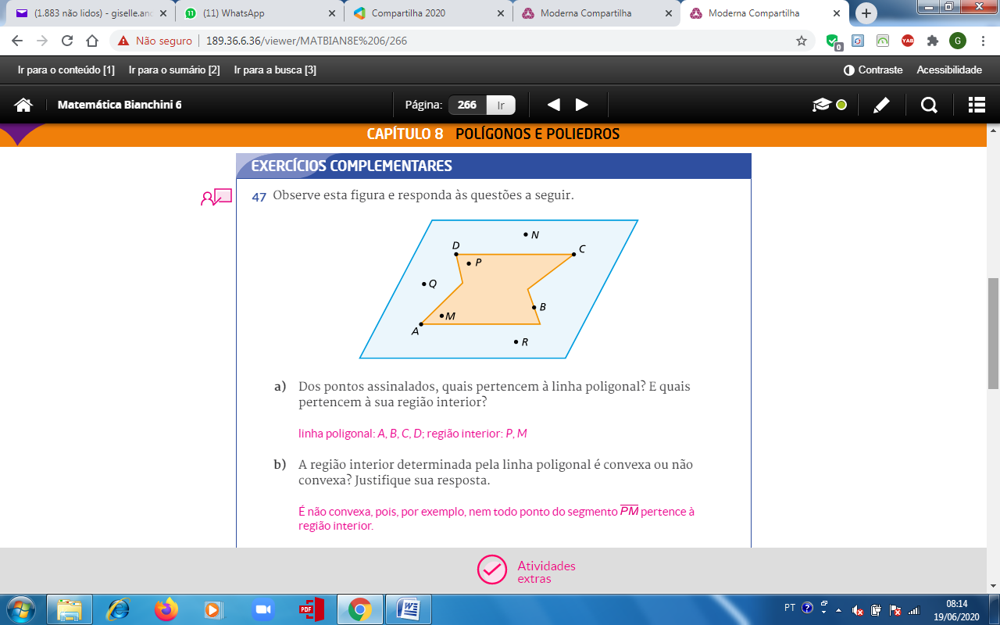 (1.883 não lidos) - giselle.and
11
(11) WhatsApp
Compartilha 2020
Moderna Compartilha
Moderna Compartilha
Não seguro
189.36.6.36/viewer/MATBIAN8E%206/266
0
YAB
G
Ir para o conteúdo [1]
Ir para o sumário [2]
Ir para a busca [3]
Contraste
Acessibilidade
Matemática Bianchini 6
Página:
266
Ir
CAPÍTULO 8 POLÍGONOS E POLIEDROS
EXERCÍCIOS COMPLEMENTARES
47 Observe esta figura e responda às questões a seguir.
N
D
C
P
Q
B
M
A
R
a) Dos pontos assinalados, quais pertencem à linha poligonal? E quais
pertencem à sua região interior?
linha poligonal: A, B, C, D; região interior: P, M
b) A região interior determinada pela linha poligonal é convexa ou não
convexa? Justifique sua resposta.
É não convexa, pois, por exemplo, nem todo ponto do segmento PM pertence à
região interior.
Atividades
extras
PDF
W
PT
08:14
19/06/2020